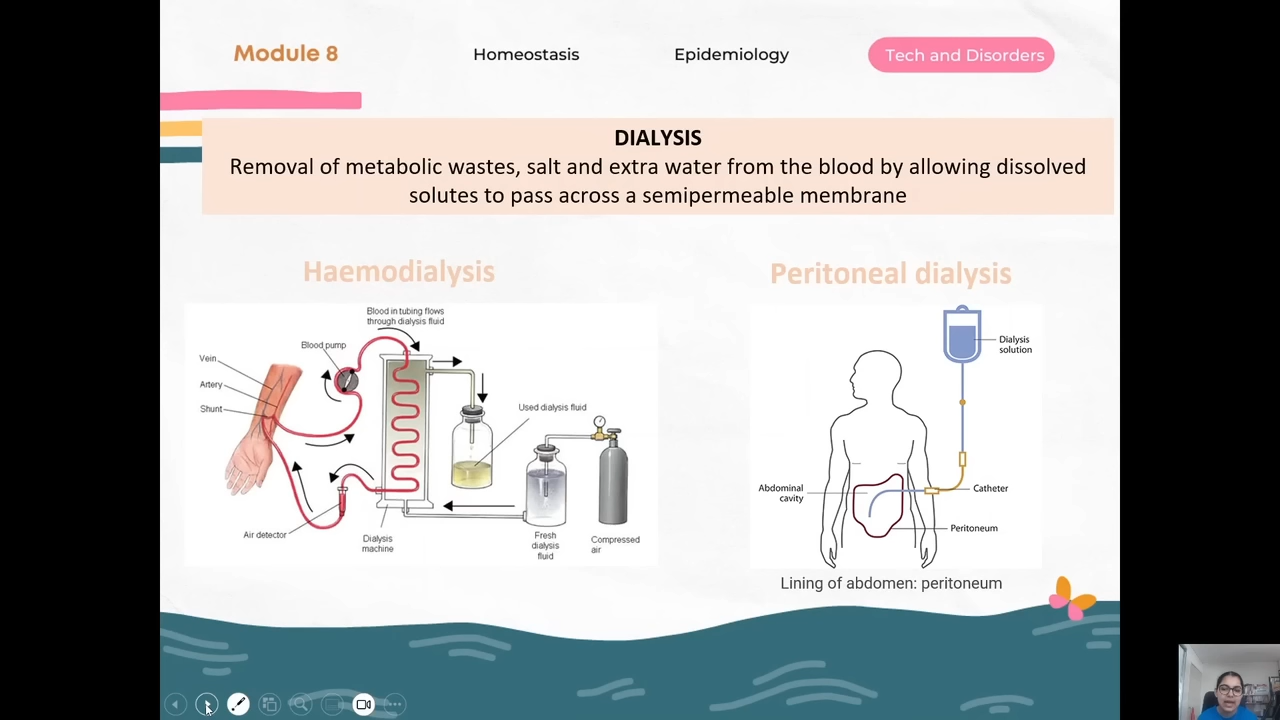 Module 8
Homeostasis
Epidemiology
Tech and Disorders
DIALYSIS
Removal of metabolic wastes, salt and extra water from the blood by allowing dissolved
solutes to pass across a semipermeable membrane
Haemodialysis
Peritoneal dialysis
Blood in tubing flows
through dialysis fluid
Blood pump
Vein
Artery
Shunt
Used dialysis fluid
Air detector
Dialysis
machine
Fresh
dialysis
fluid
Compressed
air
Dialysis
solution
Abdominal
cavity
Catheter
Peritoneum
Lining of abdomen: peritoneum